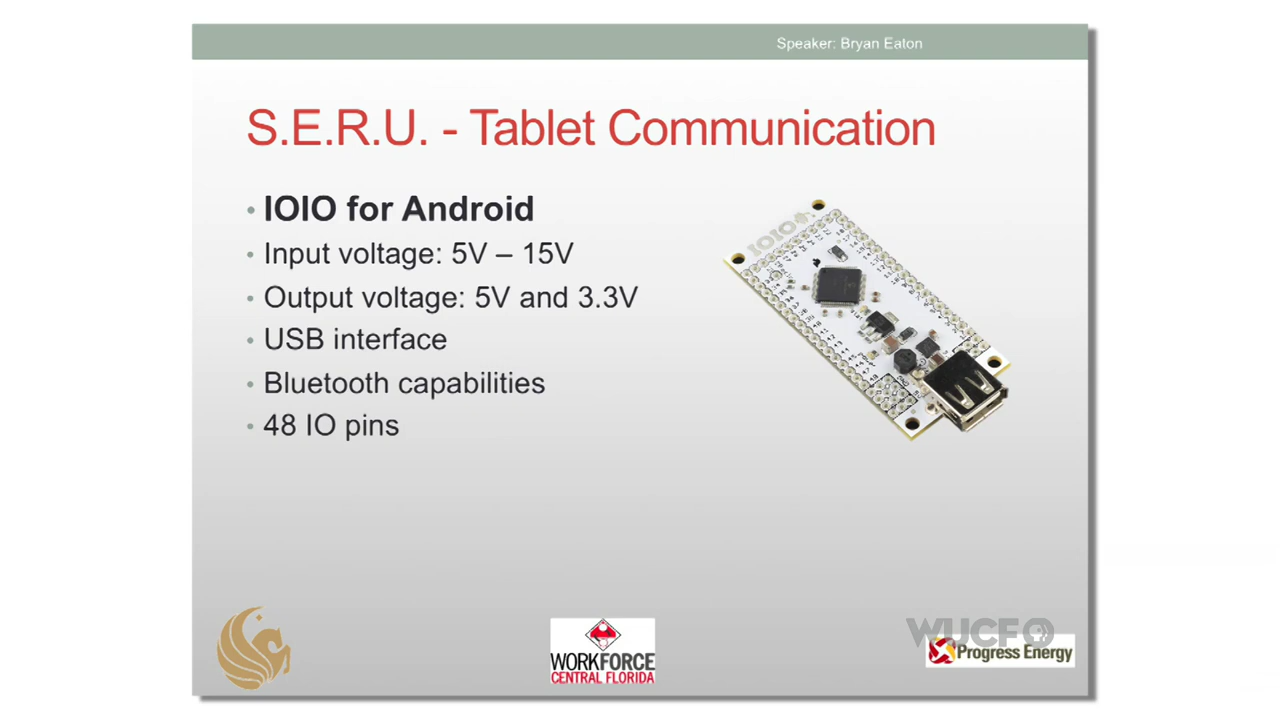 Speaker: Bryan Eaton
S.E.R.U. - Tablet Communication
• IOIO for Android
• Input voltage: 5V – 15V
• Output voltage: 5V and 3.3V
• USB interface
• Bluetooth capabilities
• 48 IO pins
IOIO
WORKFORCE
CENTRAL FLORIDA
WUCF
Progress Energy